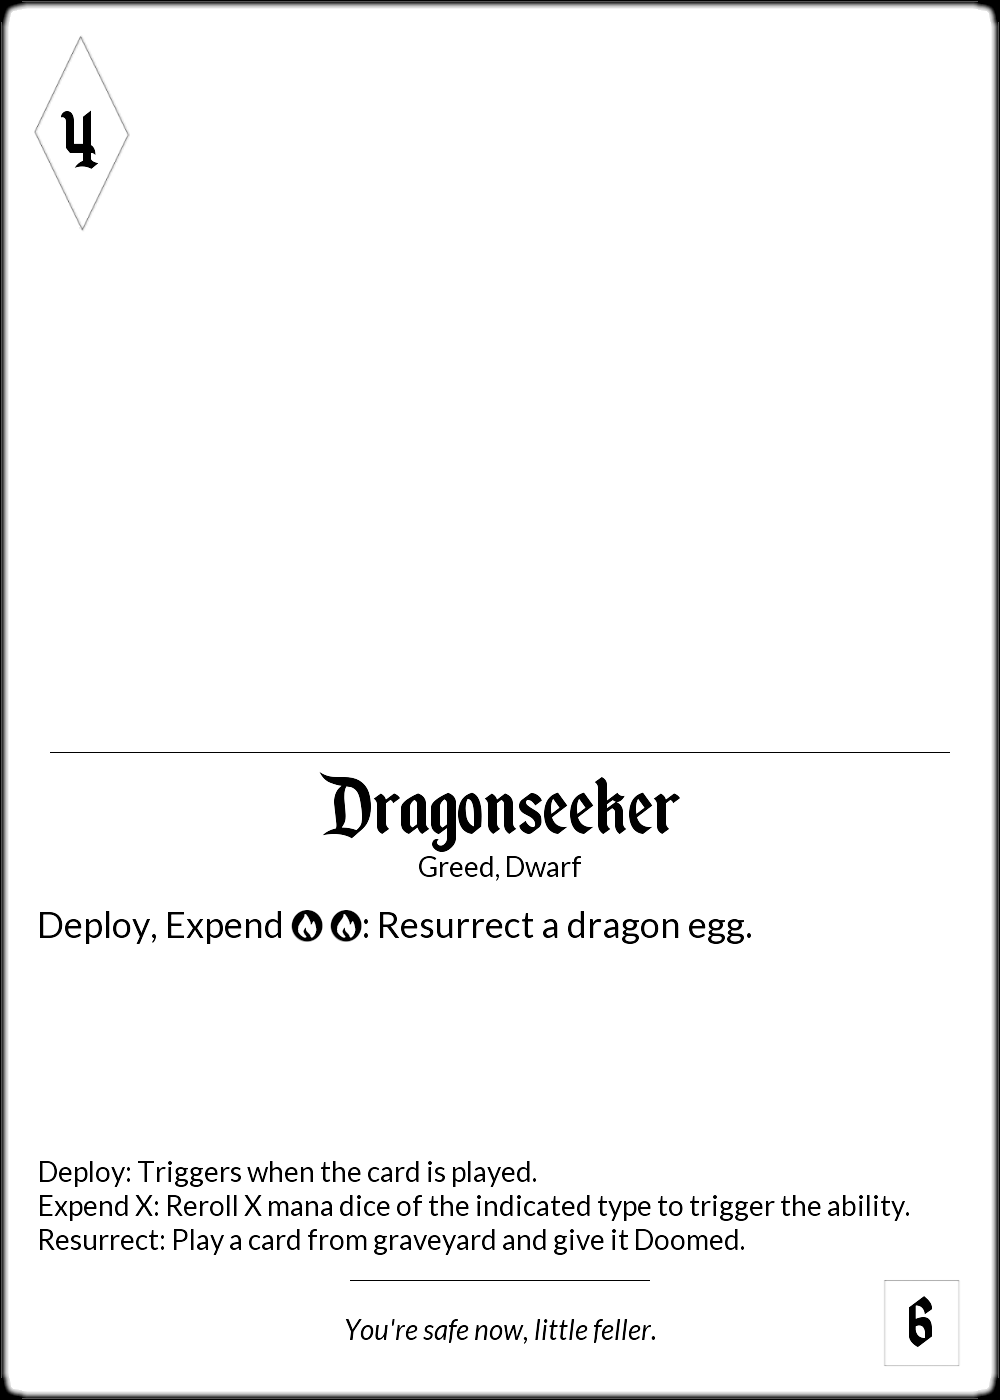 4
Dragonseeker
Greed, Dwarf
Deploy, Expend : Resurrect a dragon egg.
Deploy: Triggers when the card is played.
Expend X: Reroll X mana dice of the indicated type to trigger the ability.
Resurrect: Play a card from graveyard and give it Doomed.
You're safe now, little feller.
6